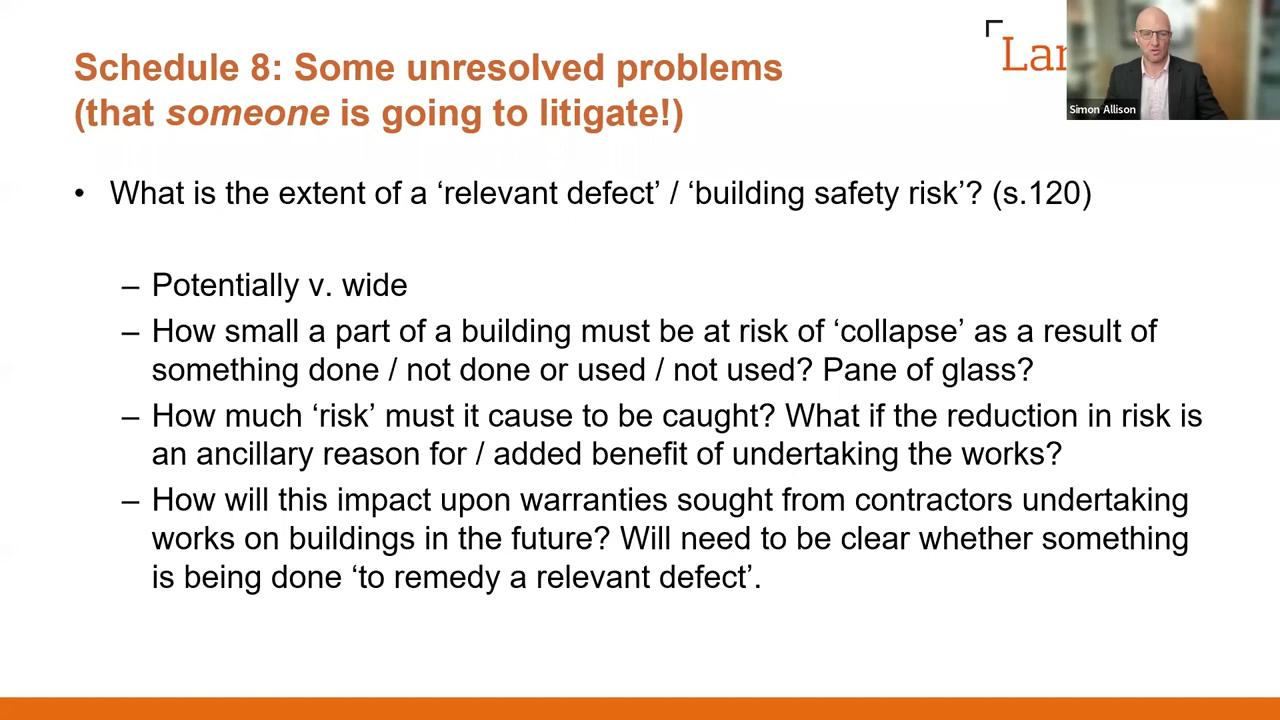 Schedule 8: Some unresolved problems
(that someone is going to litigate!)
Simon Allison
• What is the extent of a ‘relevant defect’ / ‘building safety risk’? (s.120)
– Potentially v. wide
– How small a part of a building must be at risk of ‘collapse’ as a result of
something done / not done or used / not used? Pane of glass?
– How much ‘risk’ must it cause to be caught? What if the reduction in risk is
an ancillary reason for / added benefit of undertaking the works?
– How will this impact upon warranties sought from contractors undertaking
works on buildings in the future? Will need to be clear whether something
is being done ‘to remedy a relevant defect’.